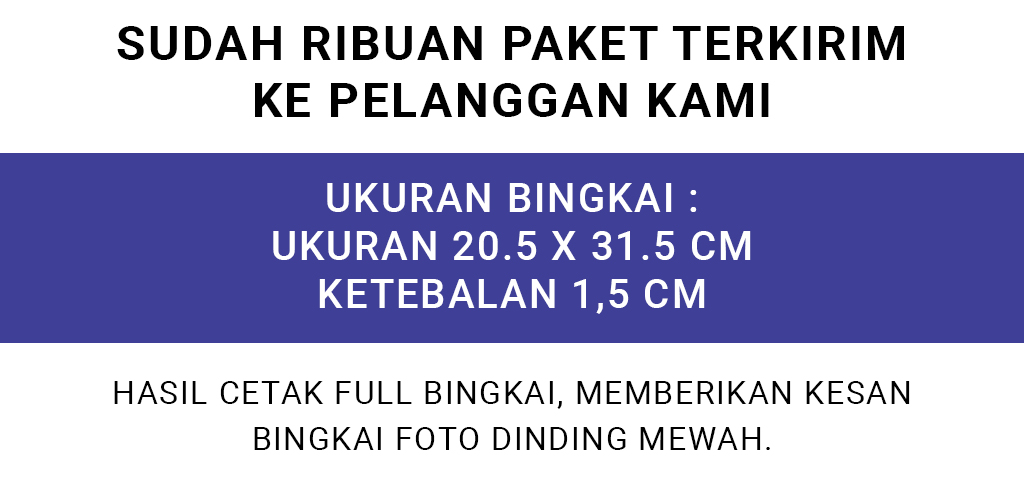 SUDAH RIBUAN PAKET TERKIRIM
KE PELANGGAN KAMI
UKURAN BINGKAI :
UKURAN 20.5 X 31.5 CM
KETEBALAN 1,5 CM
HASIL CETAK FULL BINGKAI, MEMBERIKAN KESAN
BINGKAI FOTO DINDING MEWAH.